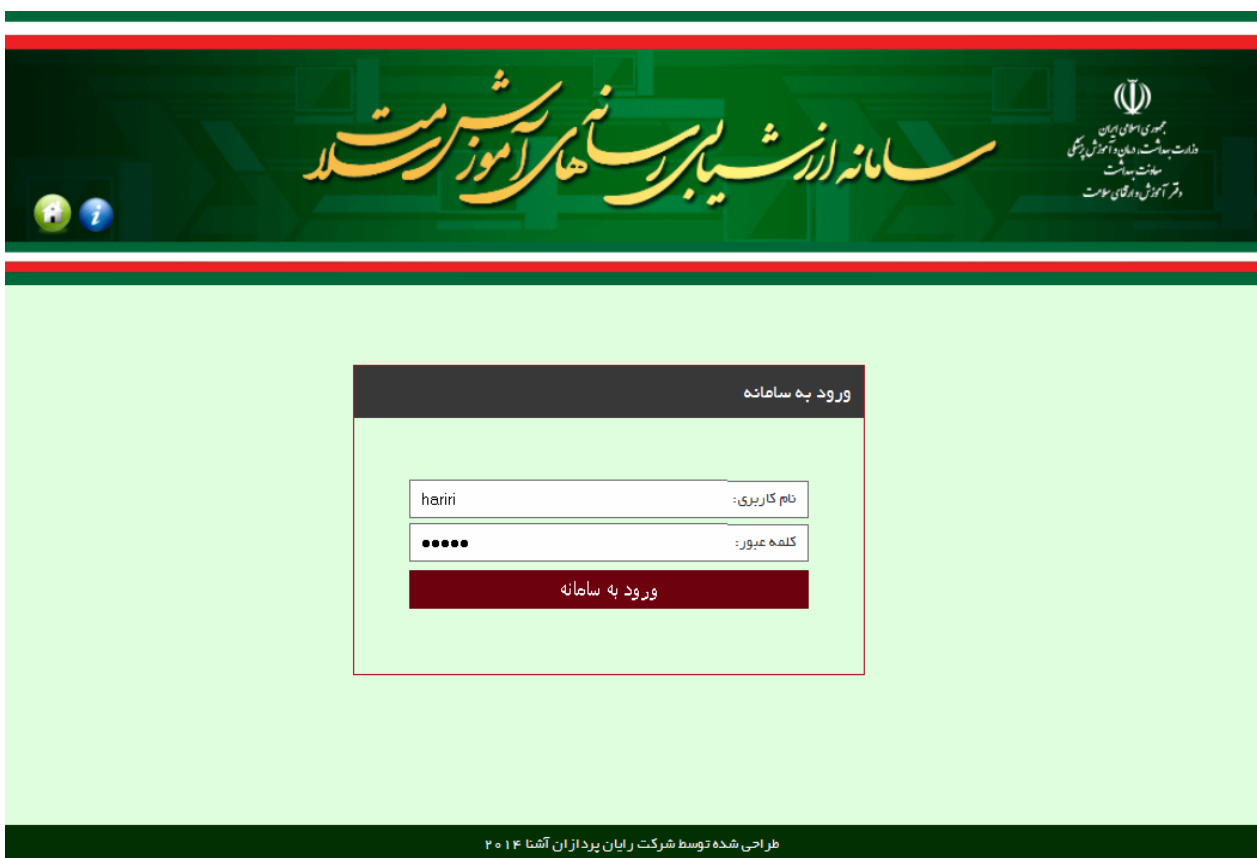 جمهوری اسلامی ایران
وزارت بهداشت، درمان و آموزش پزشکی
معاونت بهداشت
دفتر آموزش و ارتقای سلامت
سامانه ارزشیابی رسانه های آموزش سلامت
i
ورود به سامانه
نام کاربری: hariri
کلمه عبور: •••••
ورود به سامانه
طراحی شده توسط شرکت رایان پردازان آشنا ۲۰۱۴